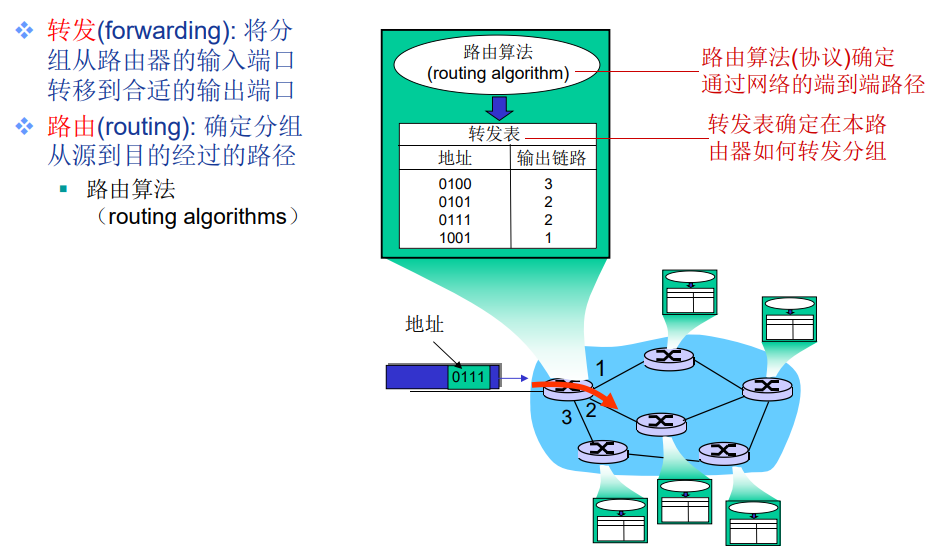 ❖ 转发(forwarding): 将分
组从路由器的输入端口
转移到合适的输出端口
❖ 路由(routing): 确定分组
从源到目的经过的路径
▪ 路由算法
（routing algorithms）
路由算法
(routing algorithm)
转发表
地址 输出链路
0100 3
0101 2
0111 2
1001 1
路由算法(协议)确定
通过网络的端到端路径
转发表确定在本路
由器如何转发分组
地址
0111
1
2
3